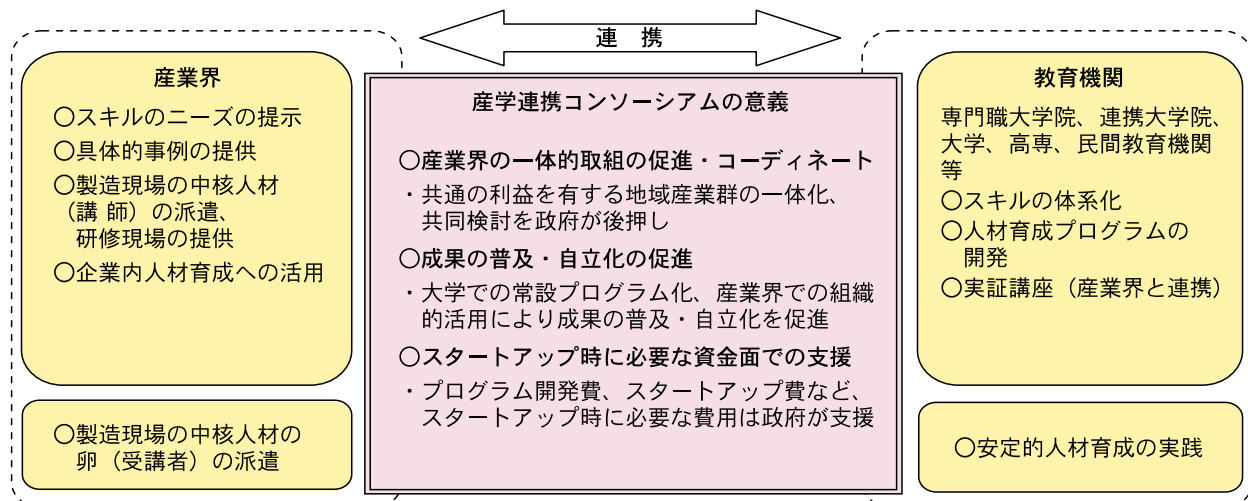 連　携
産業界
〇スキルのニーズの提示
〇具体的事例の提供
〇製造現場の中核人材
（講 師）の派遣、
研修現場の提供
〇企業内人材育成への活用
〇製造現場の中核人材の
卵（受講者）の派遣
産学連携コンソーシアムの意義
〇産業界の一体的取組の促進・コーディネート
・共通の利益を有する地域産業群の一体化、
共同検討を政府が後押し
〇成果の普及・自立化の促進
・大学での常設プログラム化、産業界での組織
的活用により成果の普及・自立化を促進
〇スタートアップ時に必要な資金面での支援
・プログラム開発費、スタートアップ費など、
スタートアップ時に必要な費用は政府が支援
教育機関
専門職大学院、連携大学院、
大学、高専、民間教育機関
等
〇スキルの体系化
〇人材育成プログラムの
開発
〇実証講座（産業界と連携）
〇安定的人材育成の実践